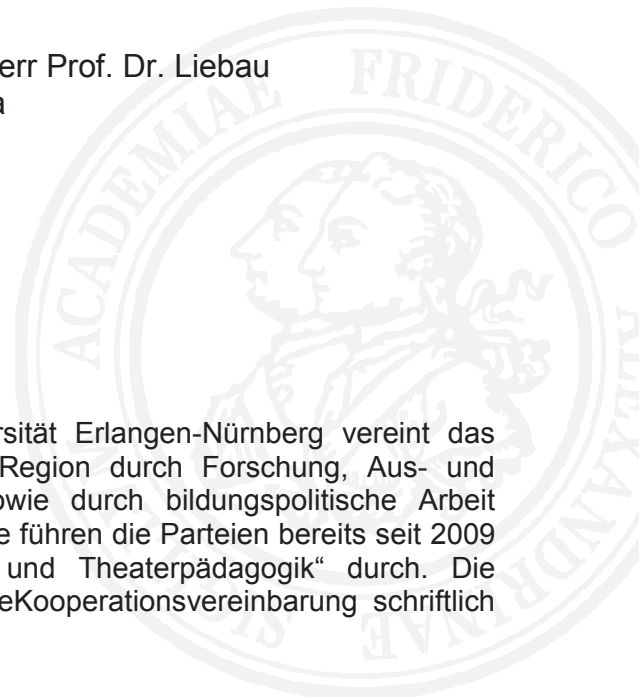 err Prof. Dr. Liebau
a
rsität Erlangen-Nürnberg vereint das
Region durch Forschung, Aus- und
owie durch bildungspolitische Arbeit
e führen die Parteien bereits seit 2009
und Theaterpädagogik“ durch. Die
eKooperationsvereinbarung schriftlich
ACADEMIAE FRIDERICO ALEXANDRINAE